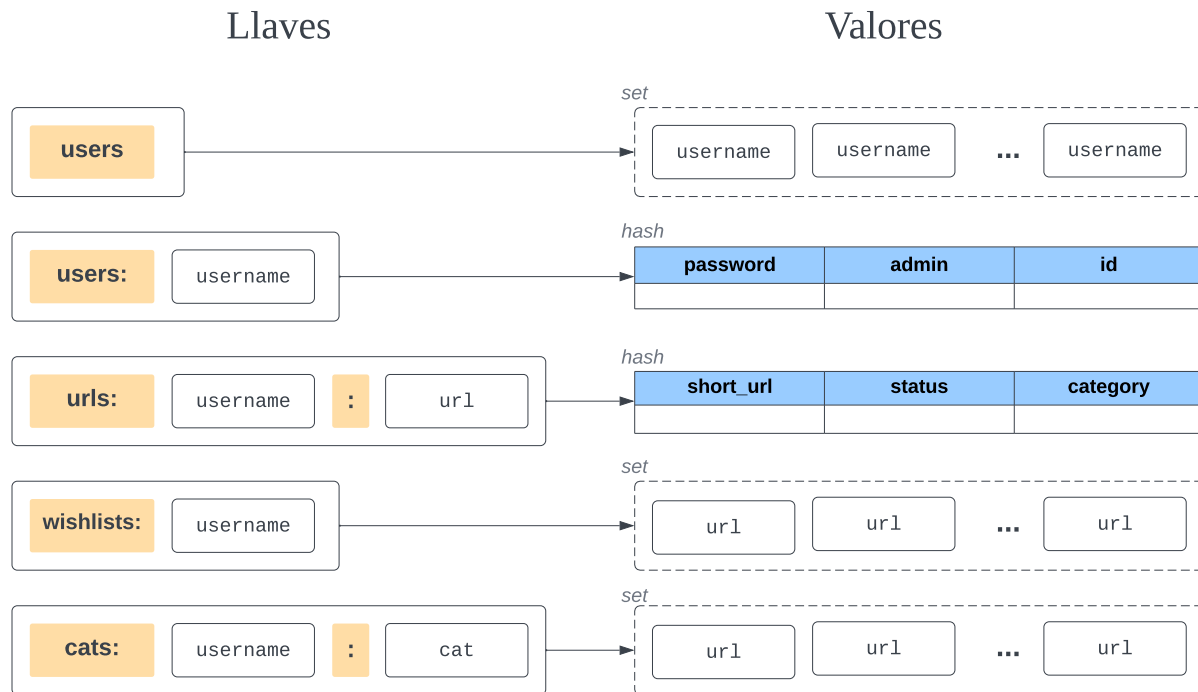 Llaves Valores
set
users username username ... username
hash
users: username password admin id
hash
urls: username : url short_url status category
set
wishlists: username url url ... url
set
cats: username : cat url url ... url